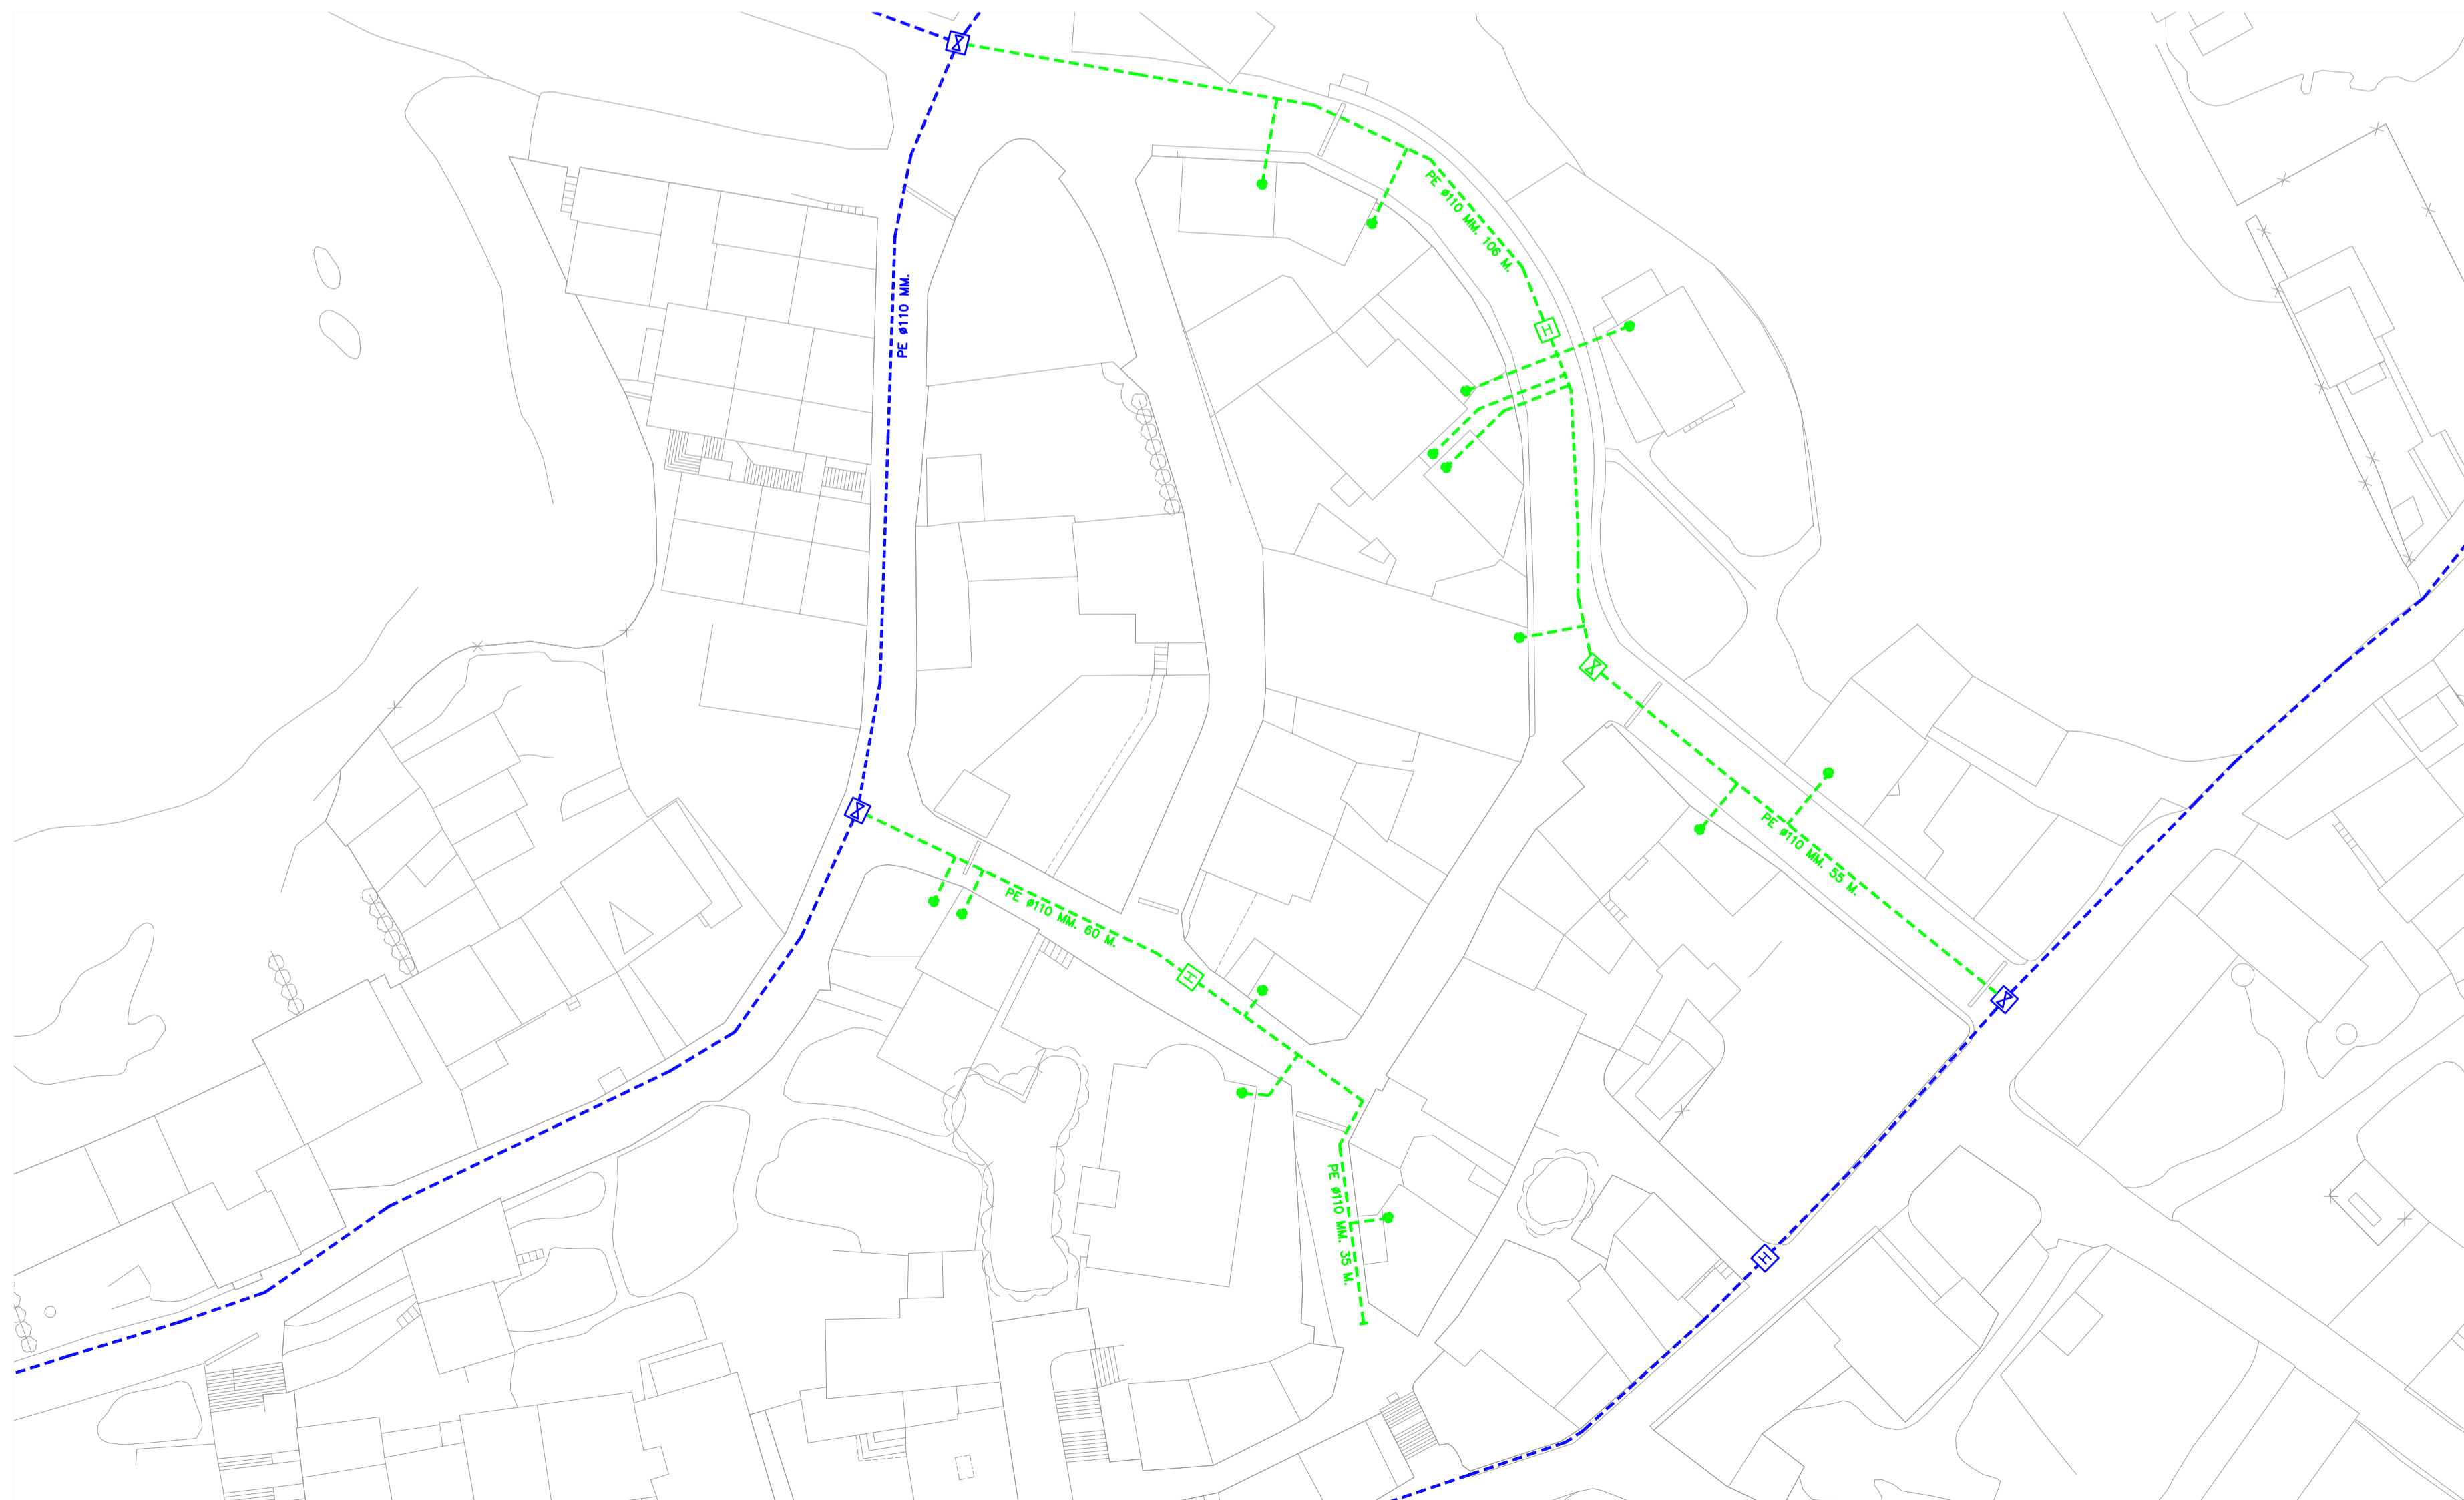 PE ø110 MM. 106 M.
PE ø110 MM.
PE ø110 MM. 55 M.
PE ø110 MM. 60 M.
PE ø110 MM. 35 M.
H
H
H